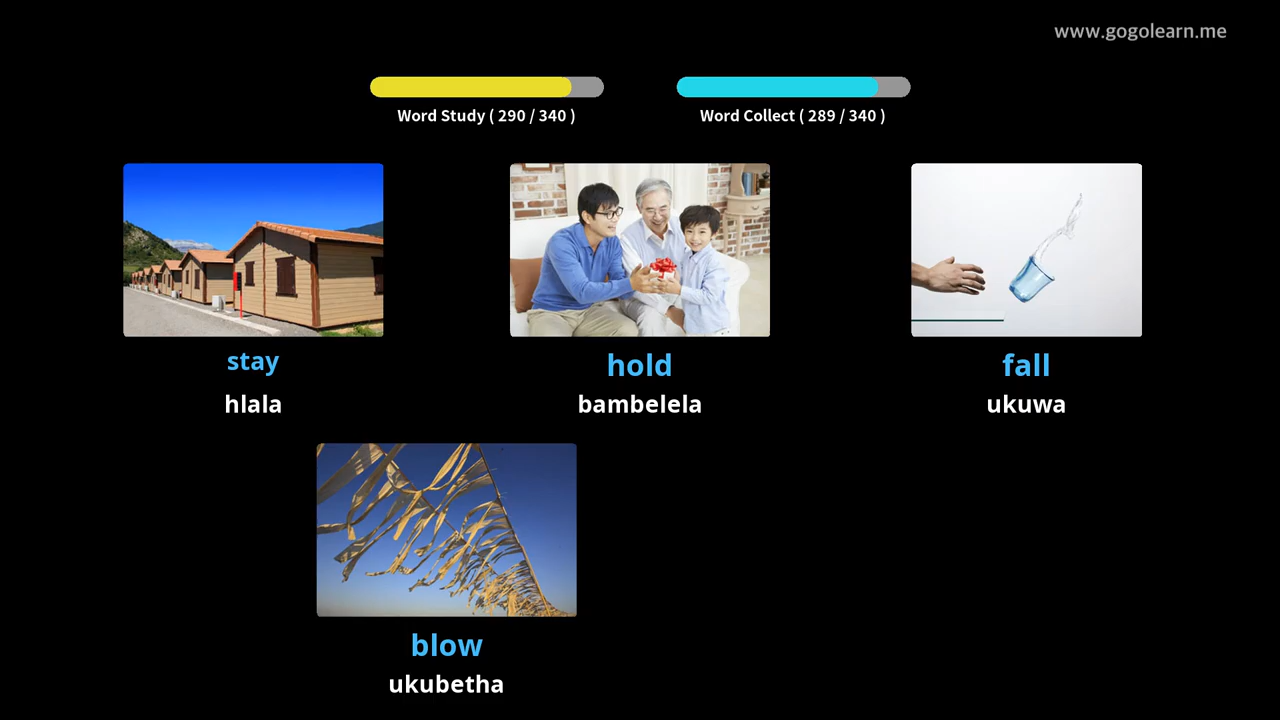 www.gogolearn.me
Word Study ( 290 / 340 )
Word Collect ( 289 / 340 )
stay
hlala
hold
bambelela
fall
ukuwa
blow
ukubetha